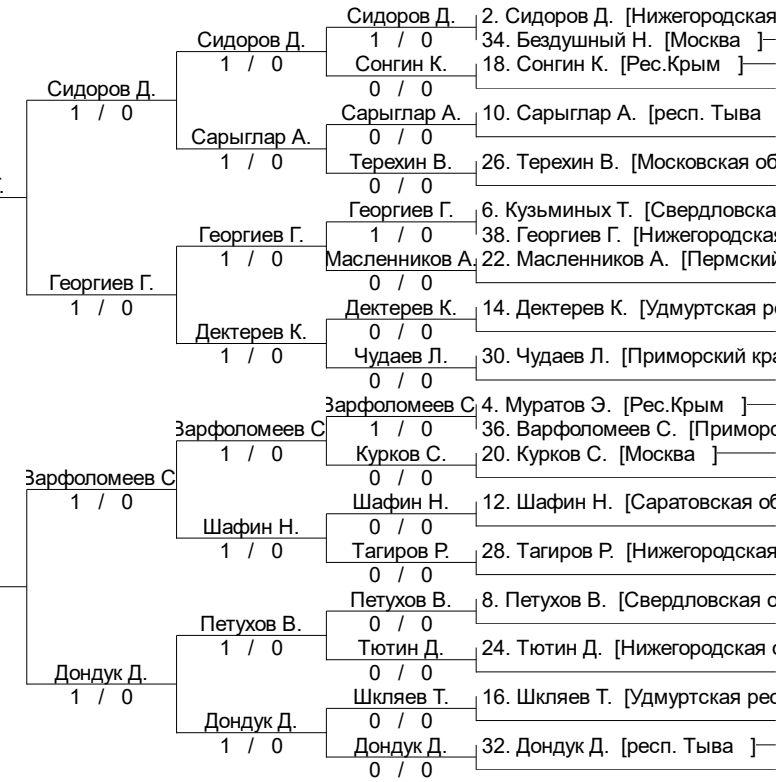 Сидоров Д. 2. Сидоров Д. [Нижегородская
Сидоров Д. 1 / 0 34. Бездушный Н. [Москва ]
1 / 0 Сонгин К. 18. Сонгин К. [Рес.Крым ]
Сидоров Д. 0 / 0
1 / 0 Сарыглар А. 10. Сарыглар А. [респ. Тыва
Сарыглар А. 0 / 0
1 / 0 Терехин В. 26. Терехин В. [Московская об
0 / 0
Георгиев Г. 6. Кузьминых Т. [Свердловска
Георгиев Г. 1 / 0 38. Георгиев Г. [Нижегородская
1 / 0 Масленников А. 22. Масленников А. [Пермский
Георгиев Г. 0 / 0
1 / 0 Дектерев К. 14. Дектерев К. [Удмуртская ре
Дектерев К. 0 / 0
1 / 0 Чудаев Л. 30. Чудаев Л. [Приморский кра
0 / 0
Варфоломеев С 4. Муратов Э. [Рес.Крым ]
Варфоломеев С 1 / 0 36. Варфоломеев С. [Приморс
1 / 0 Курков С. 20. Курков С. [Москва ]
Варфоломеев С 0 / 0
1 / 0 Шафин Н. 12. Шафин Н. [Саратовская об
Шафин Н. 0 / 0
1 / 0 Тагиров Р. 28. Тагиров Р. [Нижегородская
0 / 0
Петухов В. 8. Петухов В. [Свердловская о
Петухов В. 0 / 0
1 / 0 Тютин Д. 24. Тютин Д. [Нижегородская о
Дондук Д. 0 / 0
1 / 0 Шкляев Т. 16. Шкляев Т. [Удмуртская рес
Дондук Д. 0 / 0
1 / 0 Дондук Д. 32. Дондук Д. [респ. Тыва ]
0 / 0